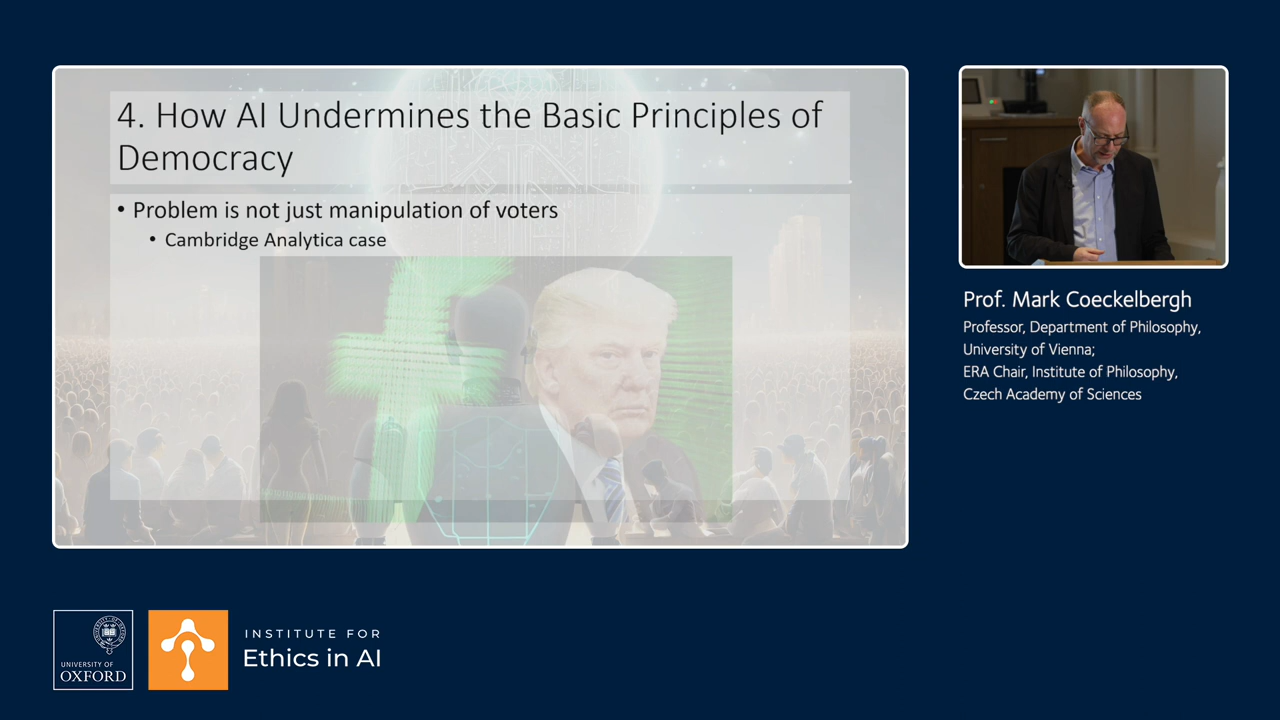 4. How AI Undermines the Basic Principles of
Democracy
• Problem is not just manipulation of voters
• Cambridge Analytica case
Prof. Mark Coeckelbergh
Professor, Department of Philosophy,
University of Vienna;
ERA Chair, Institute of Philosophy,
Czech Academy of Sciences
UNIVERSITY OF
OXFORD
INSTITUTE FOR
Ethics in AI